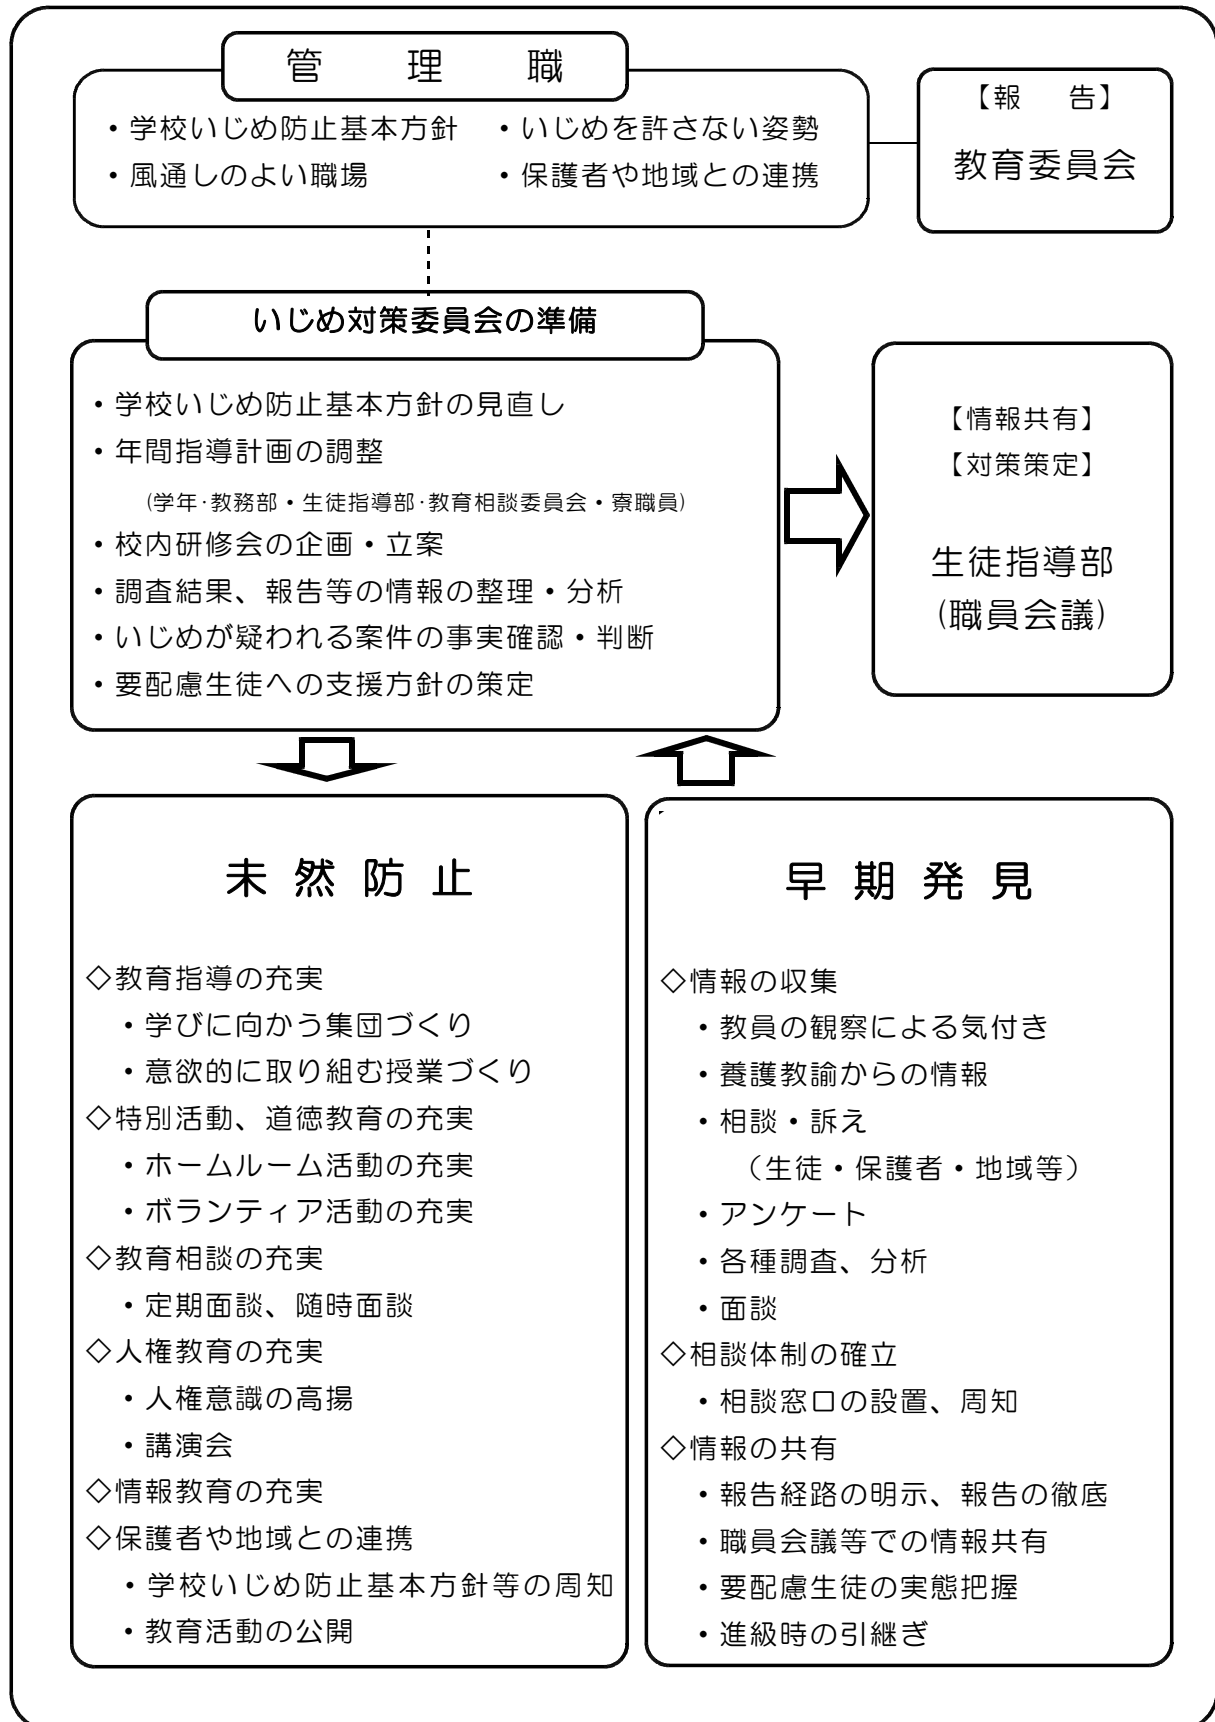 管　理　職
・学校いじめ防止基本方針　・いじめを許さない姿勢
・風通しのよい職場　・保護者や地域との連携
【報　告】
教育委員会
いじめ対策委員会の準備
・学校いじめ防止基本方針の見直し
・年間指導計画の調整
(学年・教務部・生徒指導部・教育相談委員会・寮職員)
・校内研修会の企画・立案
・調査結果、報告等の情報の整理・分析
・いじめが疑われる案件の事実確認・判断
・要配慮生徒への支援方針の策定
【情報共有】
【対策策定】
生徒指導部
(職員会議)
未 然 防 止
◇教育指導の充実
・学びに向かう集団づくり
・意欲的に取り組む授業づくり
◇特別活動、道徳教育の充実
・ホームルーム活動の充実
・ボランティア活動の充実
◇教育相談の充実
・定期面談、随時面談
◇人権教育の充実
・人権意識の高揚
・講演会
◇情報教育の充実
◇保護者や地域との連携
・学校いじめ防止基本方針等の周知
・教育活動の公開
早 期 発 見
◇情報の収集
・教員の観察による気付き
・養護教諭からの情報
・相談・訴え
（生徒・保護者・地域等）
・アンケート
・各種調査、分析
・面談
◇相談体制の確立
・相談窓口の設置、周知
◇情報の共有
・報告経路の明示、報告の徹底
・職員会議等での情報共有
・要配慮生徒の実態把握
・進級時の引継ぎ